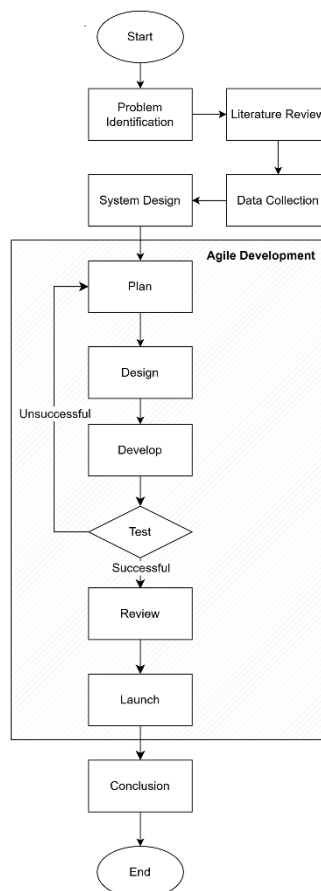 Start
Problem
Identification
Literature Review
System Design
Data Collection
Agile Development
Plan
Design
Unsuccessful
Develop
Test
Successful
Review
Launch
Conclusion
End